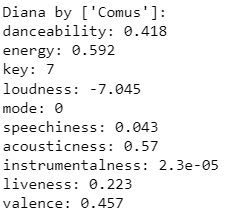 Diana by ['Comus']:
danceability: 0.418
energy: 0.592
key: 7
loudness: -7.045
mode: 0
speechiness: 0.043
acousticness: 0.57
instrumentalness: 2.3e-05
liveness: 0.223
valence: 0.457